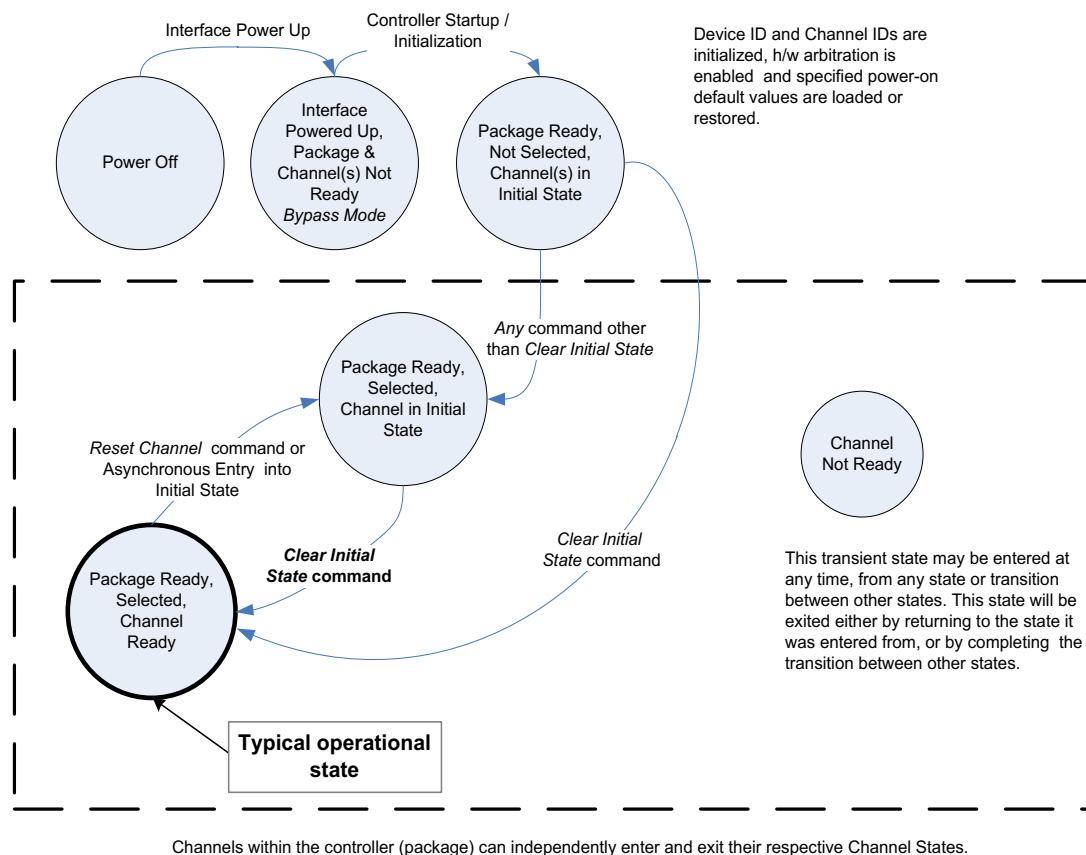 Interface Power Up
Controller Startup /
Initialization
Device ID and Channel IDs are
initialized, h/w arbitration is
enabled and specified power-on
default values are loaded or
restored.
Power Off
Interface
Powered Up,
Package &
Channel(s) Not
Ready
Bypass Mode
Package Ready,
Not Selected,
Channel(s) in
Initial State
Any command other
than Clear Initial State
Package Ready,
Selected,
Channel in Initial
State
Reset Channel command or
Asynchronous Entry into
Initial State
Channel
Not Ready
Clear Initial
State command
Clear Initial
State command
Package Ready,
Selected,
Channel
Ready
This transient state may be entered at
any time, from any state or transition
between other states. This state will be
exited either by returning to the state it
was entered from, or by completing the
transition between other states.
Typical operational
state
Channels within the controller (package) can independently enter and exit their respective Channel States.